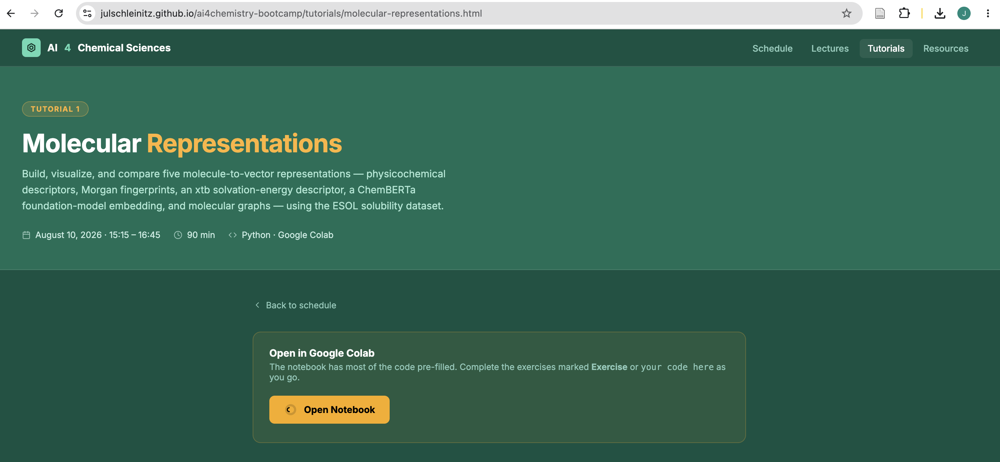 julschleinitz.github.io/ai4chemistry-bootcamp/tutorials/molecular-representations.html
J
AI 4 Chemical Sciences
Schedule
Lectures
Tutorials
Resources
TUTORIAL 1
Molecular Representations
Build, visualize, and compare five molecule-to-vector representations — physicochemical
descriptors, Morgan fingerprints, an xtb solvation-energy descriptor, a ChemBERTa
foundation-model embedding, and molecular graphs — using the ESOL solubility dataset.
August 10, 2026 · 15:15 – 16:45
90 min
Python · Google Colab
Back to schedule
Open in Google Colab
The notebook has most of the code pre-filled. Complete the exercises marked Exercise or your code here as
you go.
Open Notebook